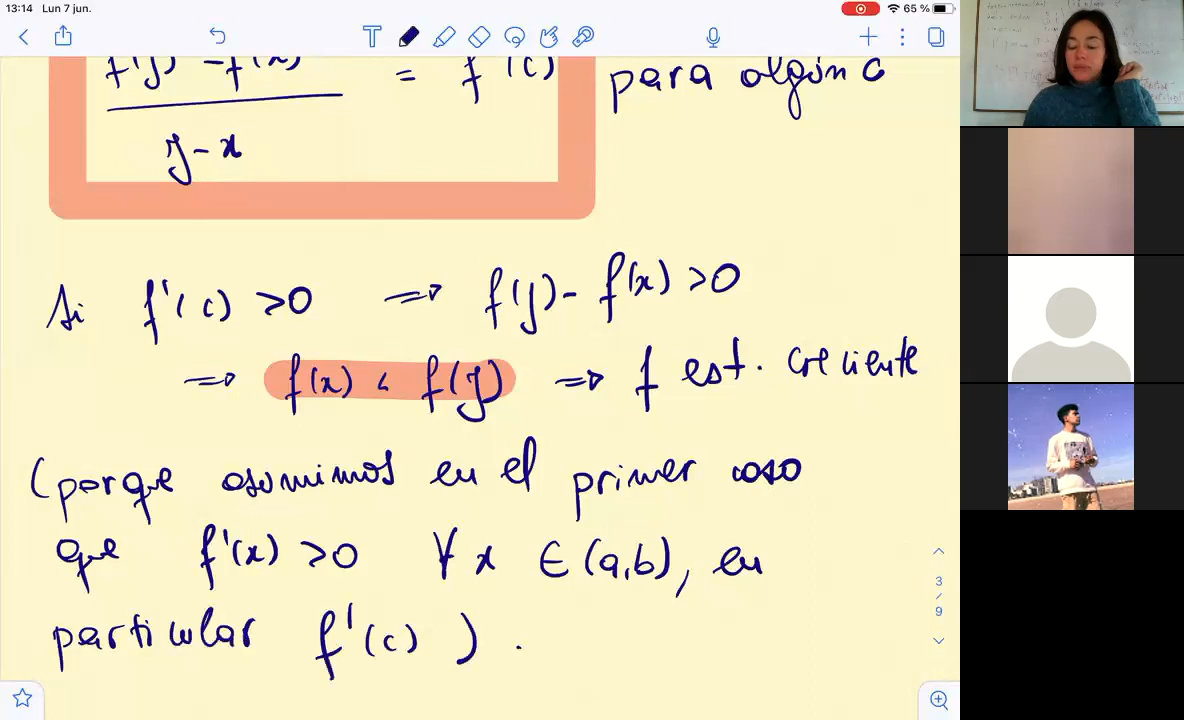 13:14 Lun 7 jun.
65 %
f(y) - f(x) = f'(c) para algún c
y - x
Si f'(c) >0 => f(y) - f(x) >0
=> f(x) < f(y) => f est. creciente
(porque asumimos en el primer caso
que f'(x) >0 ∀ x ∈ (a,b), en
particular f'(c) ) .
3
/
9